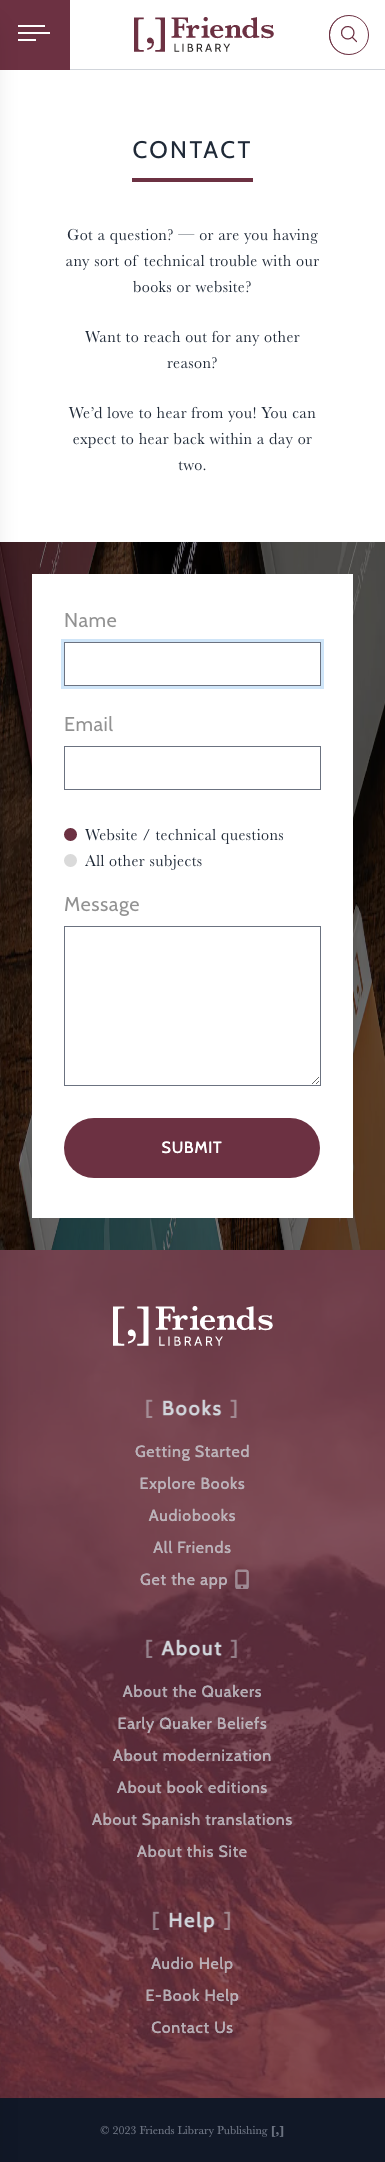 [,] Friends
LIBRARY
CONTACT
Got a question? — or are you having
any sort of technical trouble with our
books or website?
Want to reach out for any other
reason?
We’d love to hear from you! You can
expect to hear back within a day or
two.
Name
Email
Website / technical questions
All other subjects
Message
SUBMIT
[,] Friends
LIBRARY
[ Books ]
Getting Started
Explore Books
Audiobooks
All Friends
Get the app
[ About ]
About the Quakers
Early Quaker Beliefs
About modernization
About book editions
About Spanish translations
About this Site
[ Help ]
Audio Help
E-Book Help
Contact Us
© 2023 Friends Library Publishing [,]